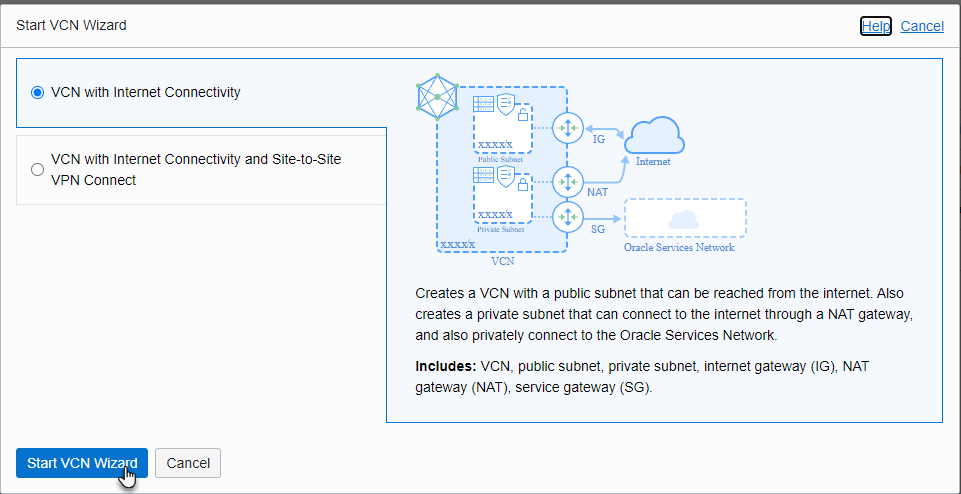 Start VCN Wizard
Help Cancel
VCN with Internet Connectivity
VCN with Internet Connectivity and Site-to-Site
VPN Connect
X.X.X.X/X
Public Subnet
IG
Internet
NAT
X.X.X.X/X
Private Subnet
SG
X.X.X.X/X
Oracle Services Network
VCN
Creates a VCN with a public subnet that can be reached from the internet. Also
creates a private subnet that can connect to the internet through a NAT gateway,
and also privately connect to the Oracle Services Network.
Includes: VCN, public subnet, private subnet, internet gateway (IG), NAT
gateway (NAT), service gateway (SG).
Start VCN Wizard
Cancel